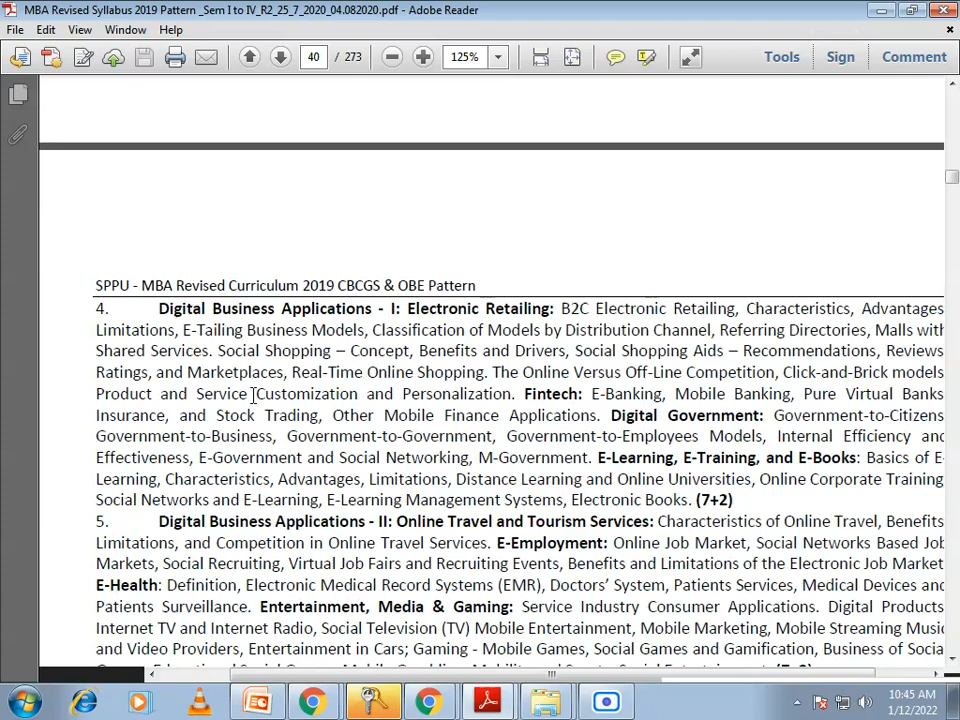 MBA Revised Syllabus 2019 Pattern _Sem I to IV_R2_25_7_2020_04.082020.pdf - Adobe Reader
File Edit View Window Help
40 / 273 125% Tools Sign Comment
SPPU - MBA Revised Curriculum 2019 CBCGS & OBE Pattern
4. Digital Business Applications - I: Electronic Retailing: B2C Electronic Retailing, Characteristics, Advantages
Limitations, E-Tailing Business Models, Classification of Models by Distribution Channel, Referring Directories, Malls with
Shared Services. Social Shopping – Concept, Benefits and Drivers, Social Shopping Aids – Recommendations, Reviews
Ratings, and Marketplaces, Real-Time Online Shopping. The Online Versus Off-Line Competition, Click-and-Brick models
Product and Service Customization and Personalization. Fintech: E-Banking, Mobile Banking, Pure Virtual Banks
Insurance, and Stock Trading, Other Mobile Finance Applications. Digital Government: Government-to-Citizens
Government-to-Business, Government-to-Government, Government-to-Employees Models, Internal Efficiency and
Effectiveness, E-Government and Social Networking, M-Government. E-Learning, E-Training, and E-Books: Basics of E-
Learning, Characteristics, Advantages, Limitations, Distance Learning and Online Universities, Online Corporate Training
Social Networks and E-Learning, E-Learning Management Systems, Electronic Books. (7+2)
5. Digital Business Applications - II: Online Travel and Tourism Services: Characteristics of Online Travel, Benefits
Limitations, and Competition in Online Travel Services. E-Employment: Online Job Market, Social Networks Based Job
Markets, Social Recruiting, Virtual Job Fairs and Recruiting Events, Benefits and Limitations of the Electronic Job Market
E-Health: Definition, Electronic Medical Record Systems (EMR), Doctors' System, Patients Services, Medical Devices and
Patients Surveillance. Entertainment, Media & Gaming: Service Industry Consumer Applications. Digital Products
Internet TV and Internet Radio, Social Television (TV) Mobile Entertainment, Mobile Marketing, Mobile Streaming Music
and Video Providers, Entertainment in Cars; Gaming - Mobile Games, Social Games and Gamification, Business of Social
10:45 AM
1/12/2022